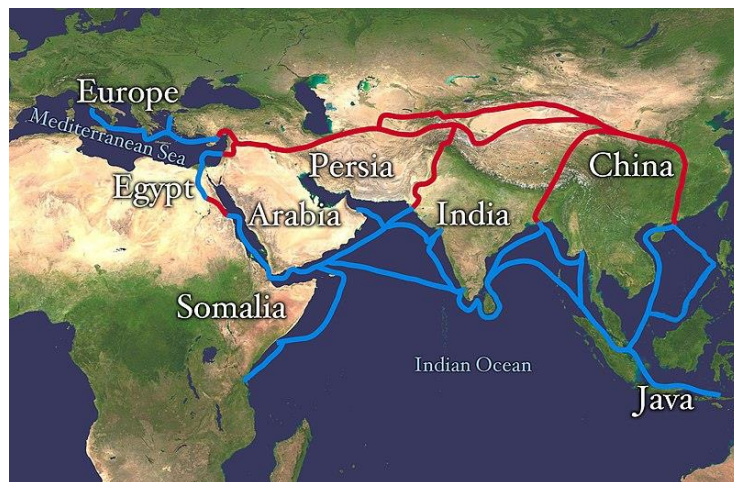 Europe
Mediterranean Sea
Egypt
Persia
China
Arabia
India
Somalia
Indian Ocean
Java